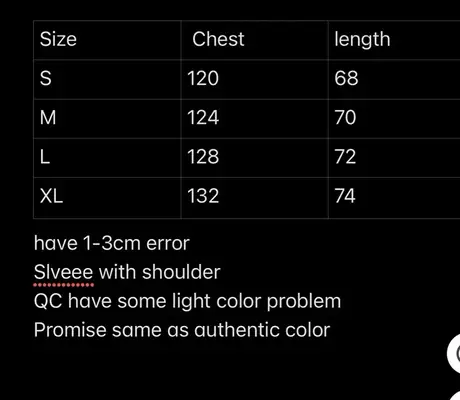 Size Chest length
S 120 68
M 124 70
L 128 72
XL 132 74
have 1-3cm error
Slveee with shoulder
QC have some light color problem
Promise same as authentic color